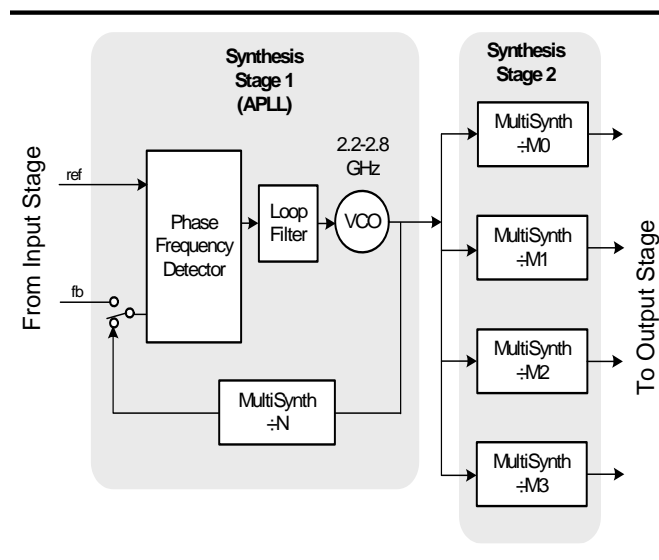 Synthesis
Stage 1
(APLL)
Synthesis
Stage 2
From Input Stage
ref
fb
Phase
Frequency
Detector
Loop
Filter
2.2-2.8
GHz
VCO
MultiSynth
÷N
MultiSynth
÷M0
MultiSynth
÷M1
MultiSynth
÷M2
MultiSynth
÷M3
To Output Stage